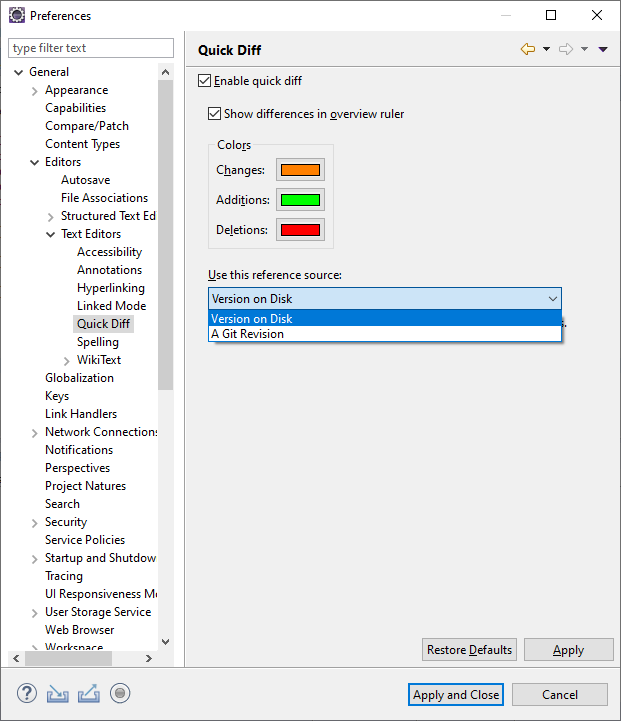 Preferences
type filter text
General
Appearance
Capabilities
Compare/Patch
Content Types
Editors
Autosave
File Associations
Structured Text Ed
Text Editors
Accessibility
Annotations
Hyperlinking
Linked Mode
Quick Diff
Spelling
WikiText
Globalization
Keys
Link Handlers
Network Connections
Notifications
Perspectives
Project Natures
Search
Security
Service Policies
Startup and Shutdow
Tracing
UI Responsiveness Mo
User Storage Service
Web Browser
Workspace
Quick Diff
Enable quick diff
Show differences in overview ruler
Colors
Changes:
Additions:
Deletions:
Use this reference source:
Version on Disk
Version on Disk
A Git Revision
Restore Defaults
Apply
Apply and Close
Cancel